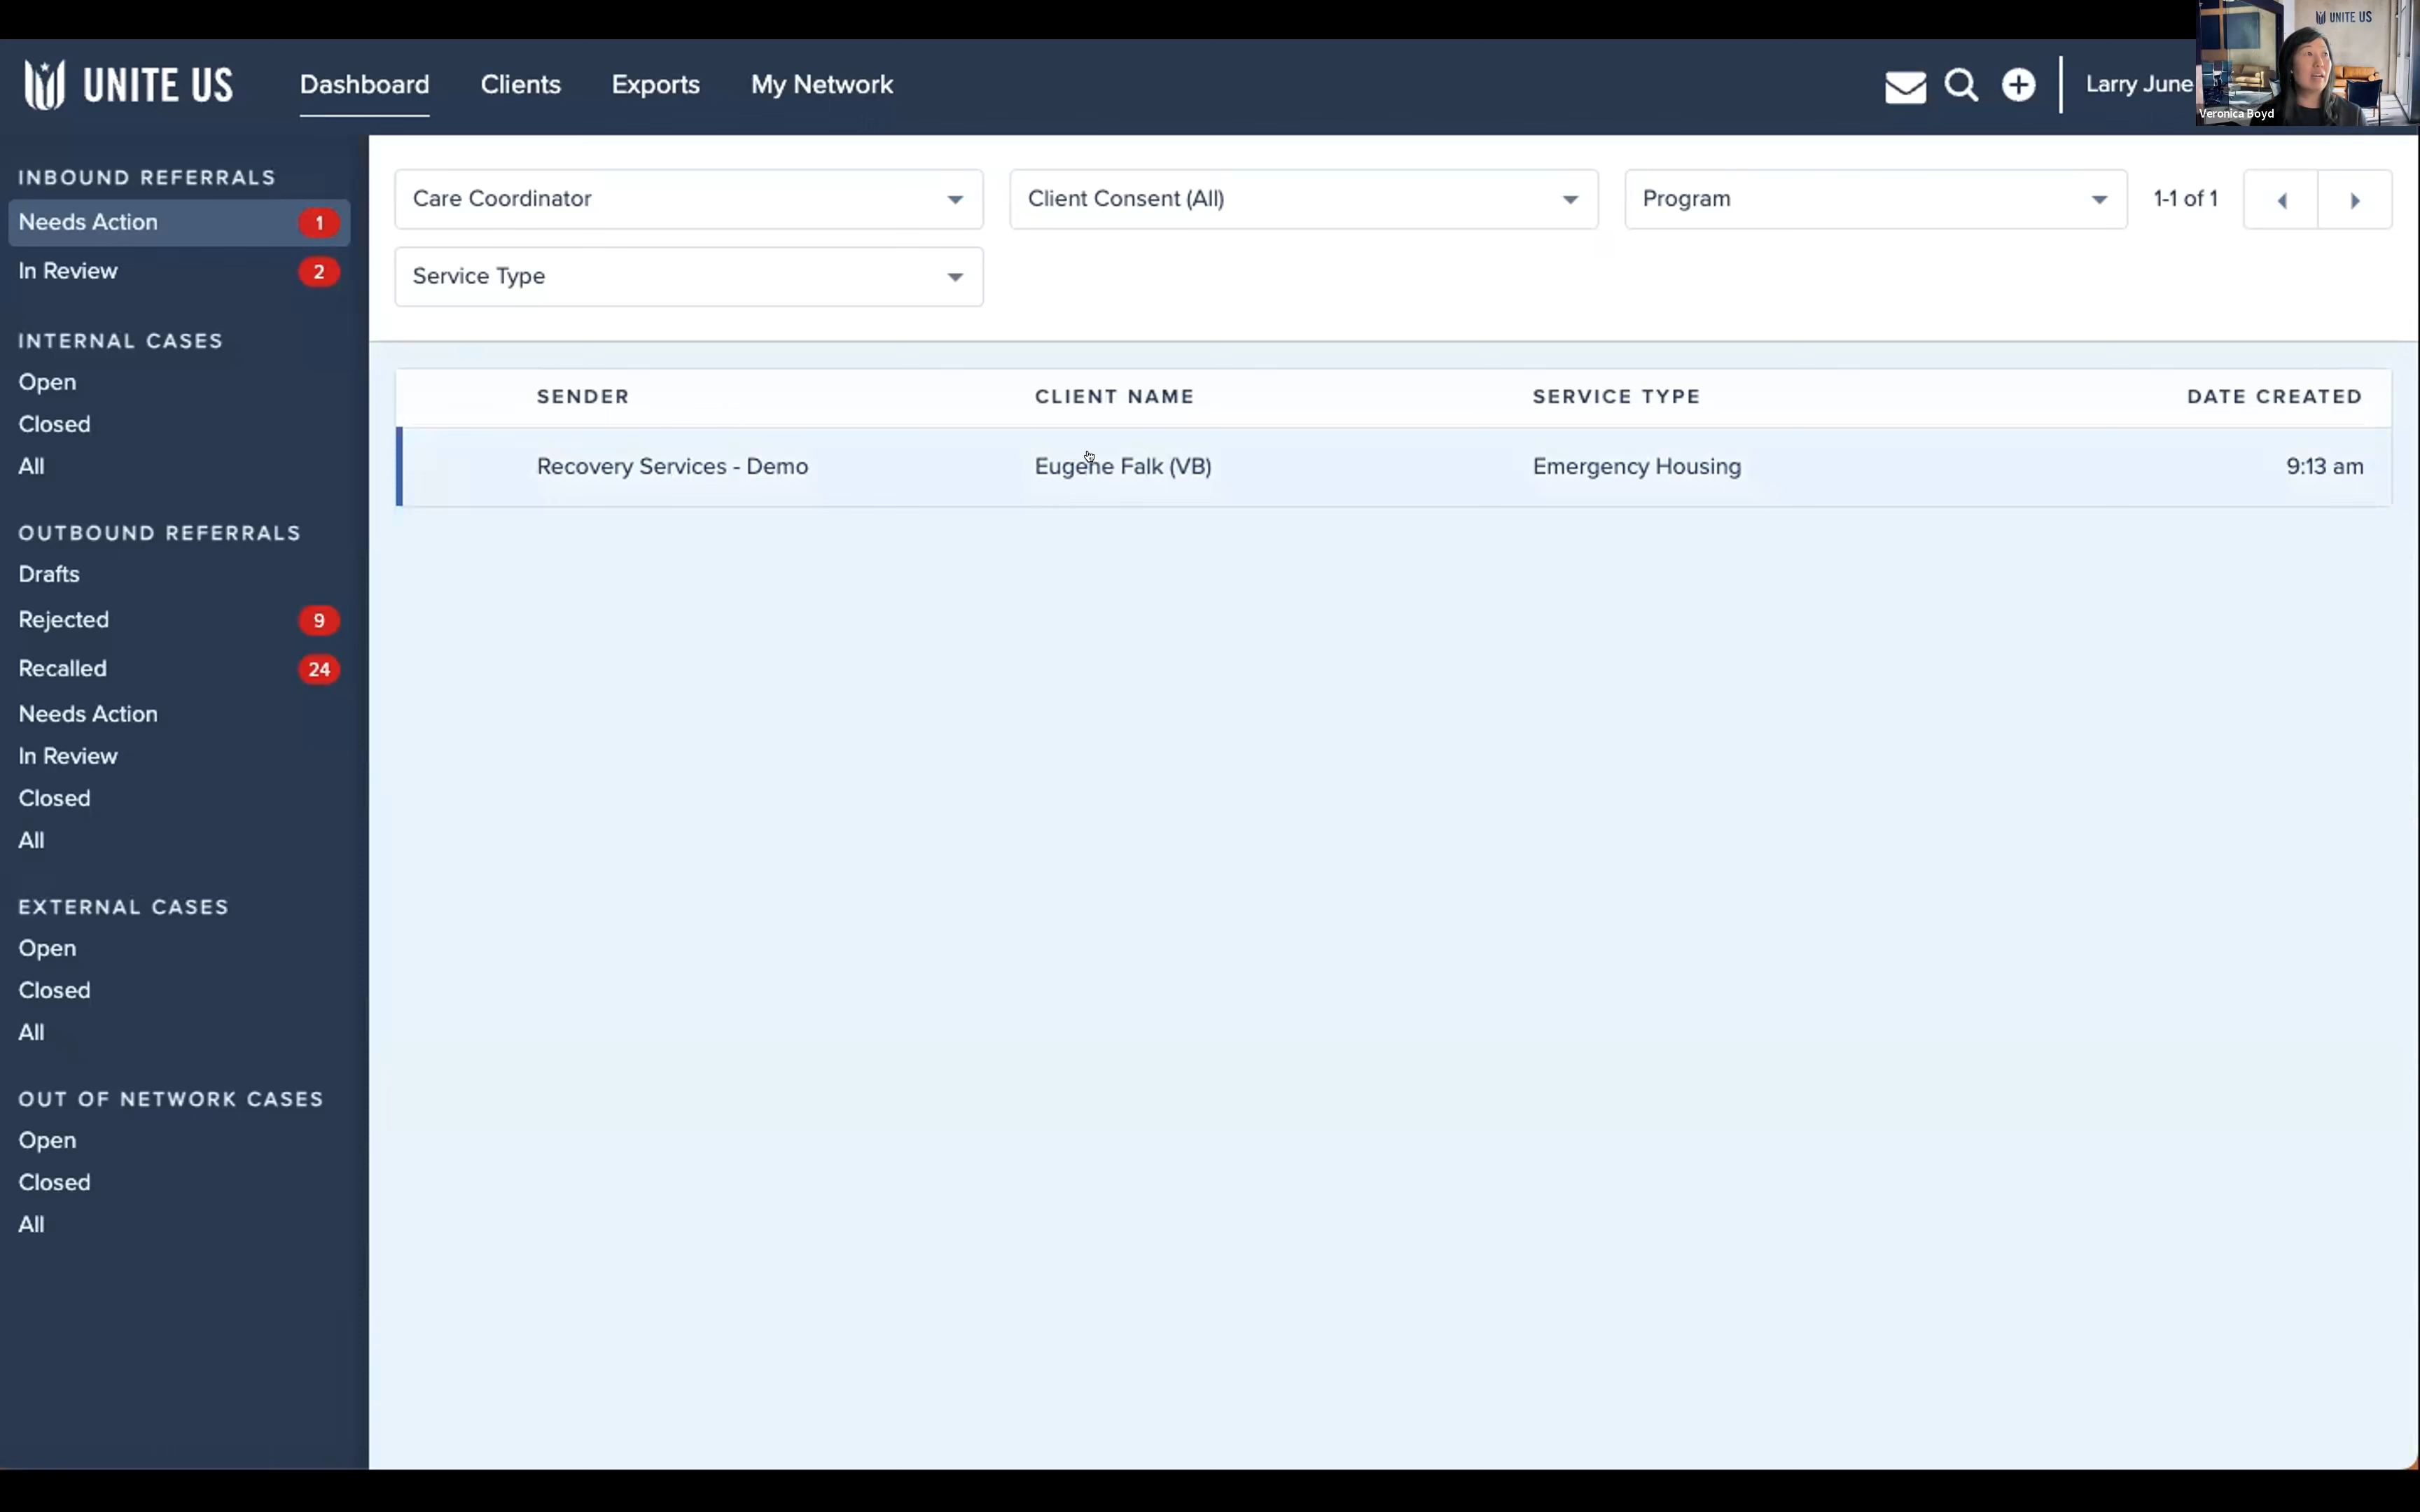 UNITE US
Dashboard
Clients
Exports
My Network
Larry June
UNITE US
Veronica Boyd
INBOUND REFERRALS
Needs Action 1
In Review 2
INTERNAL CASES
Open
Closed
All
OUTBOUND REFERRALS
Drafts
Rejected 9
Recalled 24
Needs Action
In Review
Closed
All
EXTERNAL CASES
Open
Closed
All
OUT OF NETWORK CASES
Open
Closed
All
Care Coordinator
Client Consent (All)
Program
1-1 of 1
Service Type
SENDER CLIENT NAME SERVICE TYPE DATE CREATED
Recovery Services - Demo Eugene Falk (VB) Emergency Housing 9:13 am